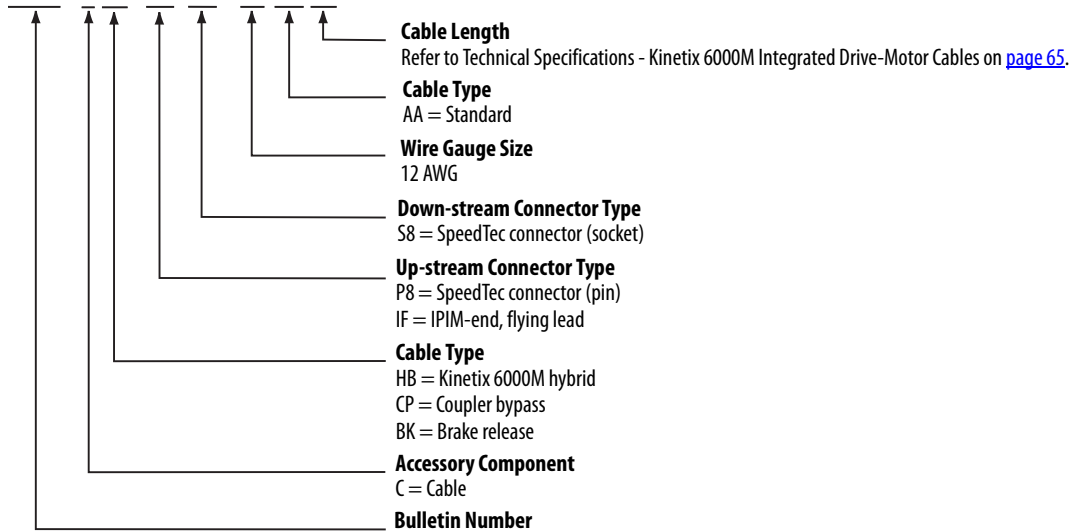 Cable Length
Refer to Technical Specifications - Kinetix 6000M Integrated Drive-Motor Cables on page 65.
Cable Type
AA = Standard
Wire Gauge Size
12 AWG
Down-stream Connector Type
S8 = SpeedTec connector (socket)
Up-stream Connector Type
P8 = SpeedTec connector (pin)
IF = IPIM-end, flying lead
Cable Type
HB = Kinetix 6000M hybrid
CP = Coupler bypass
BK = Brake release
Accessory Component
C = Cable
Bulletin Number